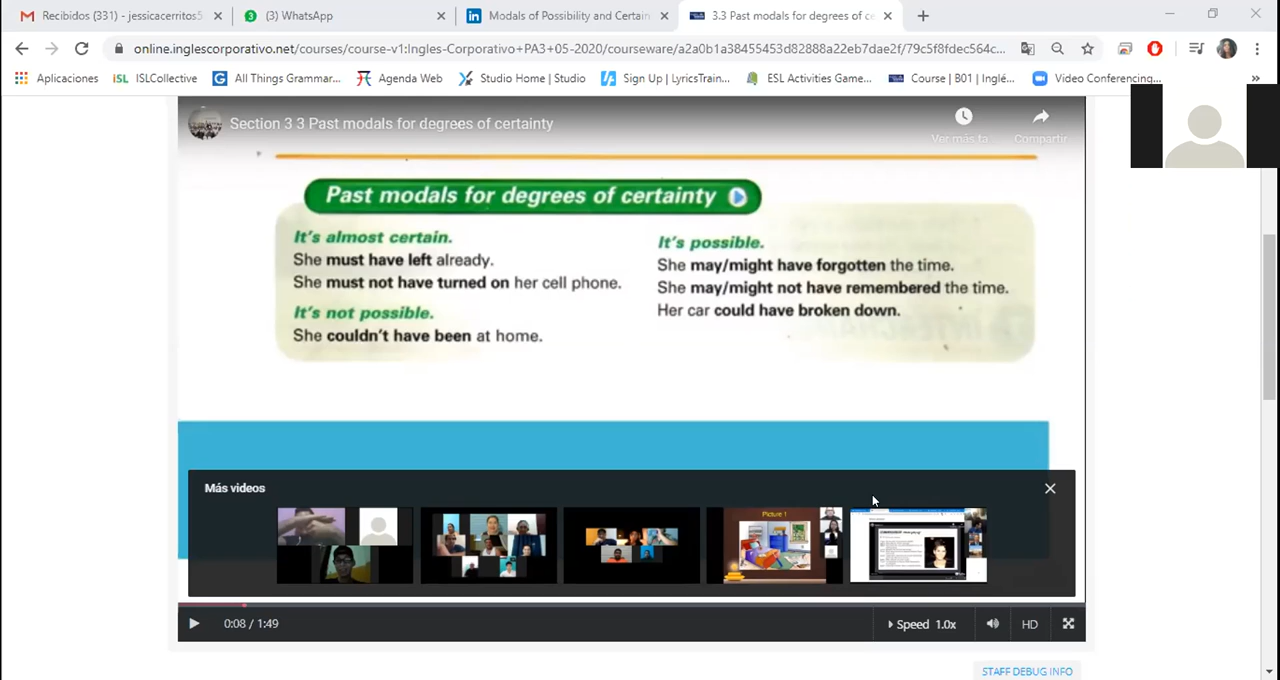 Recibidos (331) - jessicacerritos5
(3) WhatsApp
Modals of Possibility and Certain
3.3 Past modals for degrees of ce
online.inglescorporativo.net/courses/course-v1:Ingles-Corporativo+PA3+05-2020/courseware/a2a0b1a38455453d82888a22eb7dae2f/79c5f8fdec564c...
Aplicaciones
ISL ISLCollective
All Things Grammar...
Agenda Web
Studio Home | Studio
Sign Up | LyricsTrain...
ESL Activities Game...
Course | B01 | Inglé...
Video Conferencing...
Section 3 3 Past modals for degrees of certainty
Ver más ta
Compartir
Past modals for degrees of certainty
It's almost certain.
She must have left already.
She must not have turned on her cell phone.
It's not possible.
She couldn't have been at home.
It's possible.
She may/might have forgotten the time.
She may/might not have remembered the time.
Her car could have broken down.
Más videos
Picture 1
0:08 / 1:49
Speed 1.0x
HD
STAFF DEBUG INFO